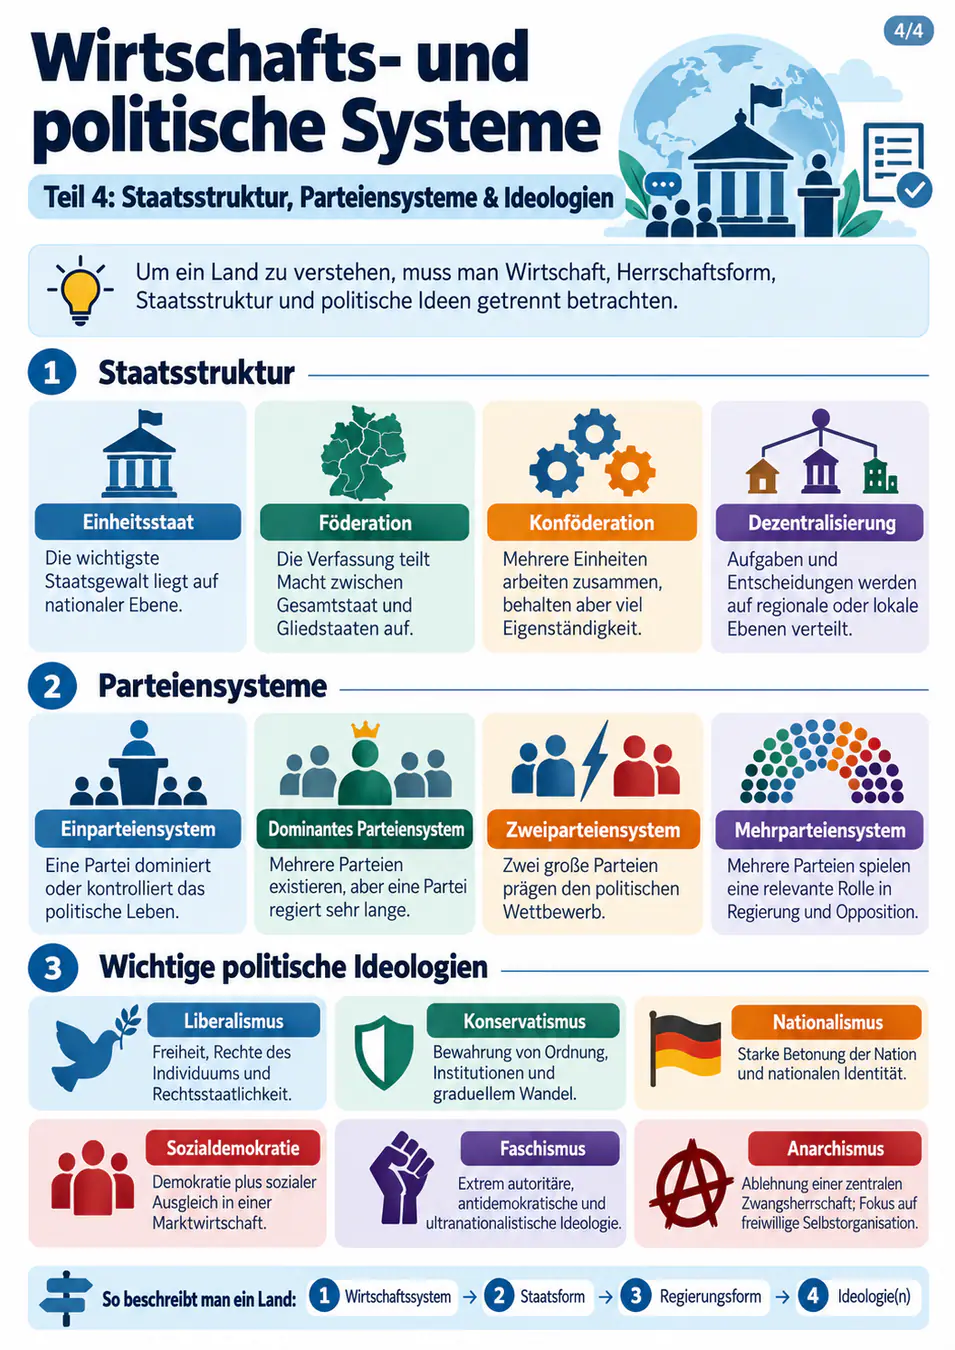 4/4
Wirtschafts- und
politische Systeme
Teil 4: Staatsstruktur, Parteiensysteme & Ideologien
Um ein Land zu verstehen, muss man Wirtschaft, Herrschaftsform,
Staatsstruktur und politische Ideen getrennt betrachten.
1 Staatsstruktur
Einheitsstaat
Die wichtigste
Staatsgewalt liegt auf
nationaler Ebene.
Föderation
Die Verfassung teilt
Macht zwischen
Gesamtstaat und
Gliedstaaten auf.
Konföderation
Mehrere Einheiten
arbeiten zusammen,
behalten aber viel
Eigenständigkeit.
Dezentralisierung
Aufgaben und
Entscheidungen werden
auf regionale oder lokale
Ebenen verteilt.
2 Parteiensysteme
Einparteiensystem
Eine Partei dominiert
oder kontrolliert das
politische Leben.
Dominantes Parteiensystem
Mehrere Parteien
existieren, aber eine Partei
regiert sehr lange.
Zweiparteiensystem
Zwei große Parteien
prägen den politischen
Wettbewerb.
Mehrparteiensystem
Mehrere Parteien spielen
eine relevante Rolle in
Regierung und Opposition.
3 Wichtige politische Ideologien
Liberalismus
Freiheit, Rechte des
Individuums und
Rechtsstaatlichkeit.
Konservatismus
Bewahrung von Ordnung,
Institutionen und
graduellem Wandel.
Nationalismus
Starke Betonung der Nation
und nationalen Identität.
Sozialdemokratie
Demokratie plus sozialer
Ausgleich in einer
Marktwirtschaft.
Faschismus
Extrem autoritäre,
antidemokratische und
ultranationalistische Ideologie.
Anarchismus
Ablehnung einer zentralen
Zwangsherrschaft; Fokus auf
freiwillige Selbstorganisation.
So beschreibt man ein Land: 1 Wirtschaftssystem → 2 Staatsform → 3 Regierungsform → 4 Ideologie(n)